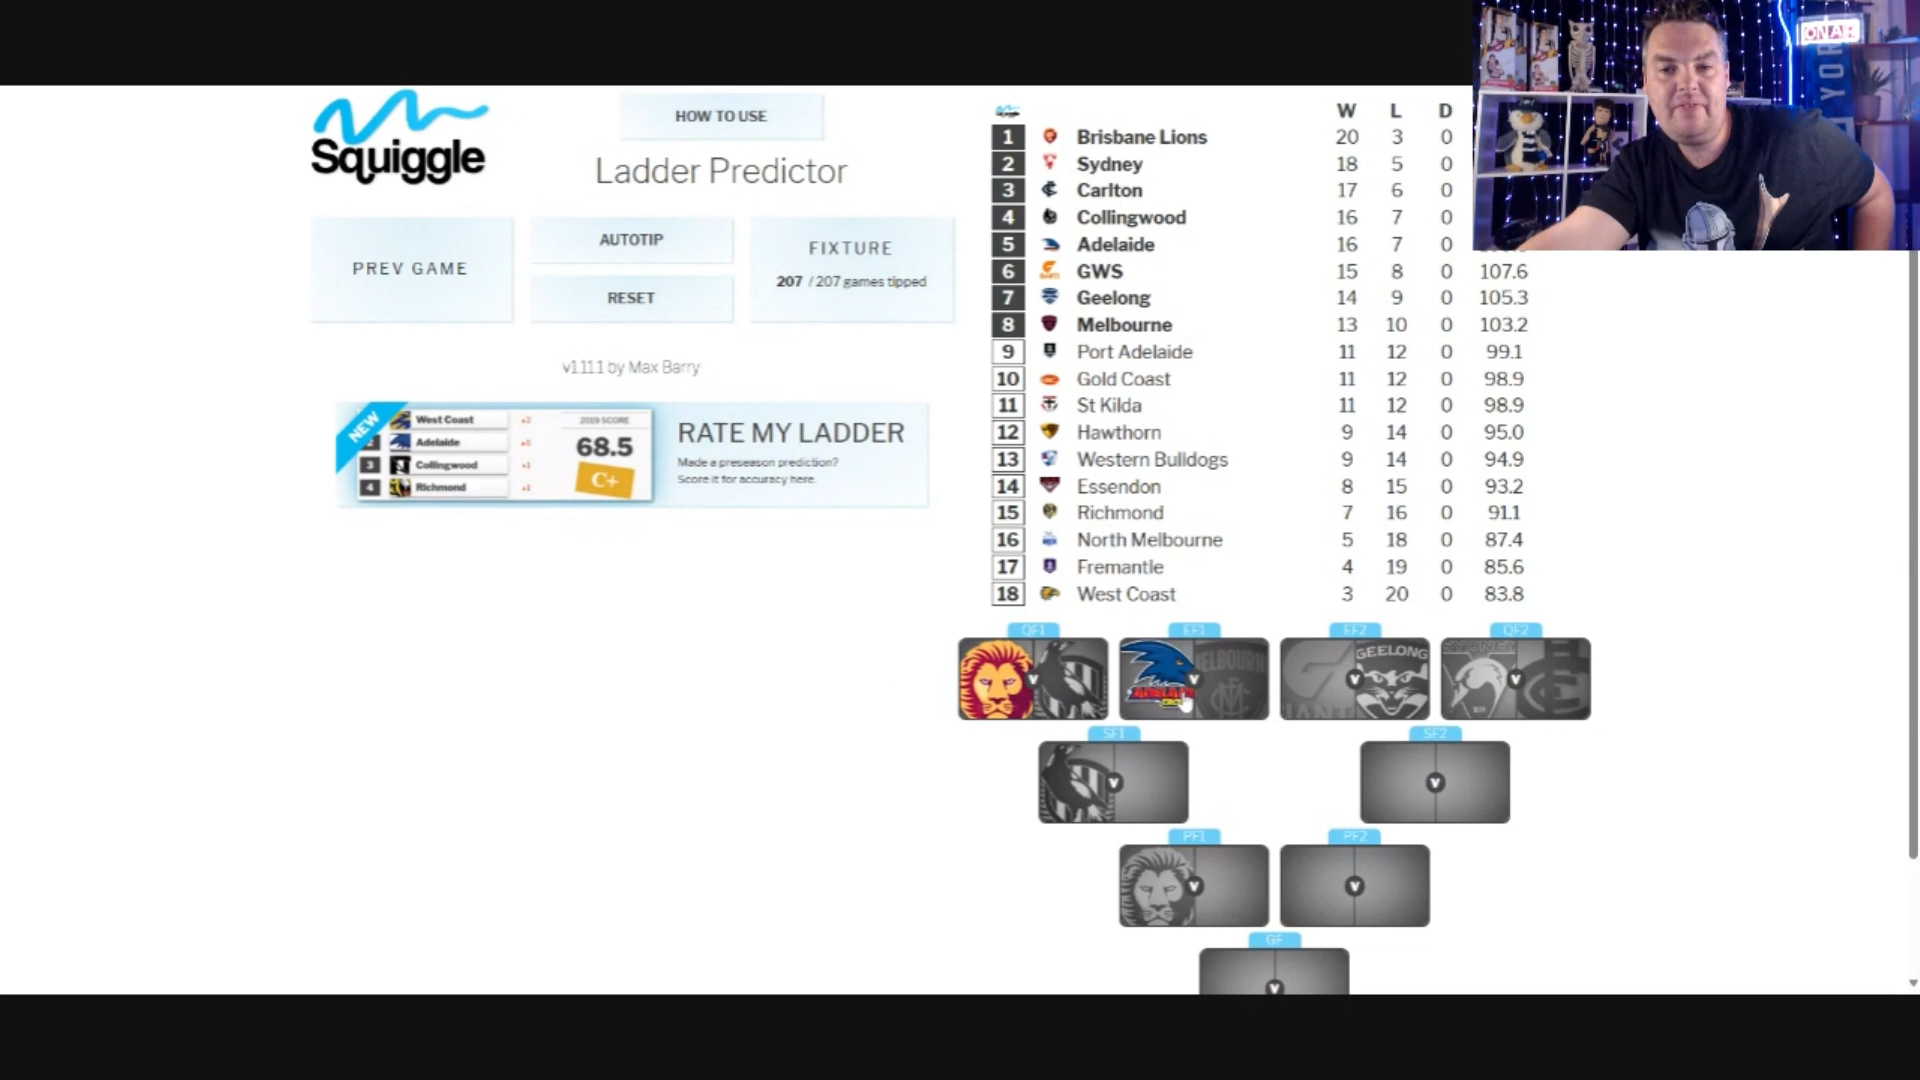 ON AIR
YOR
Squiggle
HOW TO USE
Ladder Predictor
PREV GAME
AUTOTIP
RESET
FIXTURE
207 / 207 games tipped
v1.11.1 by Max Barry
NEW
West Coast
2 Adelaide
3 Collingwood
4 Richmond
2019 SCORE
68.5
C+
RATE MY LADDER
Made a preseason prediction?
Score it for accuracy here.
W L D
1 Brisbane Lions 20 3 0
2 Sydney 18 5 0
3 Carlton 17 6 0
4 Collingwood 16 7 0
5 Adelaide 16 7 0
6 GWS 15 8 0 107.6
7 Geelong 14 9 0 105.3
8 Melbourne 13 10 0 103.2
9 Port Adelaide 11 12 0 99.1
10 Gold Coast 11 12 0 98.9
11 St Kilda 11 12 0 98.9
12 Hawthorn 9 14 0 95.0
13 Western Bulldogs 9 14 0 94.9
14 Essendon 8 15 0 93.2
15 Richmond 7 16 0 91.1
16 North Melbourne 5 18 0 87.4
17 Fremantle 4 19 0 85.6
18 West Coast 3 20 0 83.8
QF1 EF1 EF2 QF2
V V V V
GEELONG
SYDNEY
SF1 SF2
V V
PF1 PF2
V V
GF
V